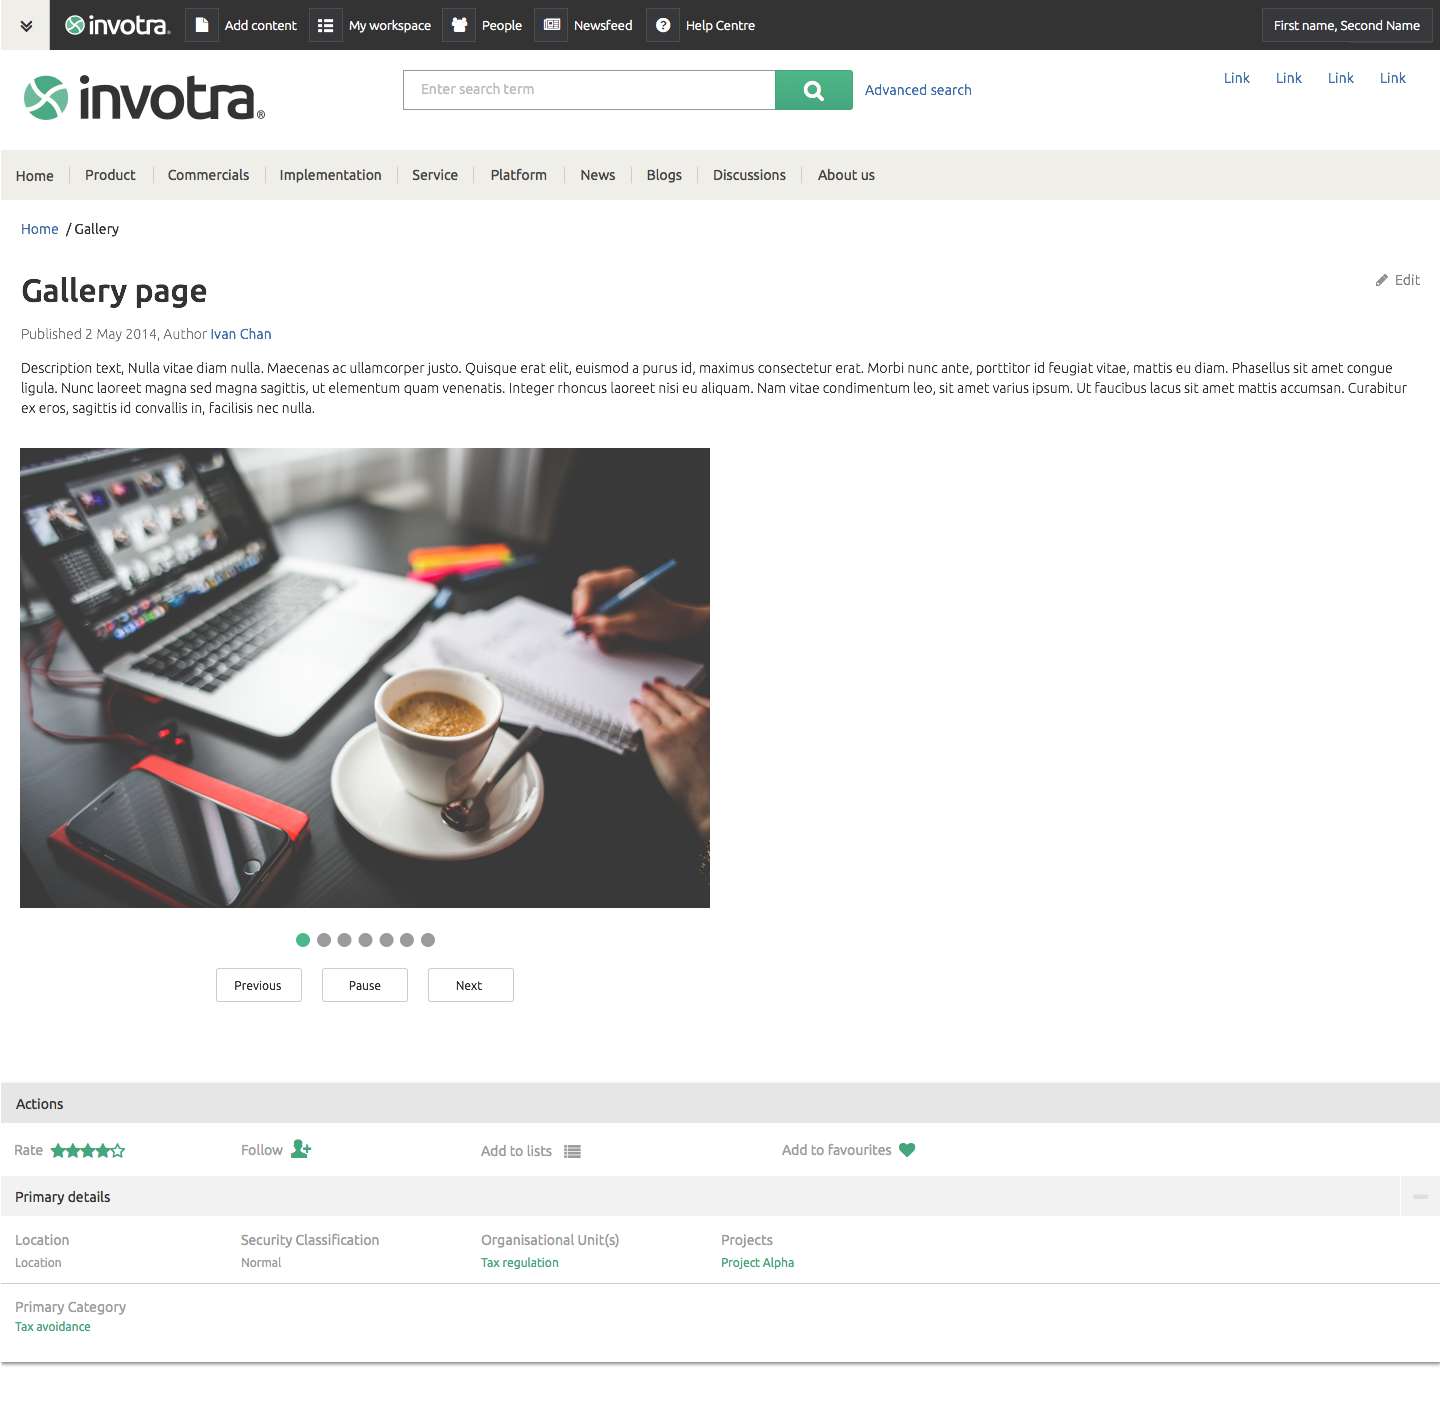 invotra® Add content My workspace People Newsfeed Help Centre First name, Second Name
invotra® Enter search term Advanced search Link Link Link Link
Home Product Commercials Implementation Service Platform News Blogs Discussions About us
Home / Gallery
Gallery page Edit
Published 2 May 2014, Author Ivan Chan
Description text, Nulla vitae diam nulla. Maecenas ac ullamcorper justo. Quisque erat elit, euismod a purus id, maximus consectetur erat. Morbi nunc ante, porttitor id feugiat vitae, mattis eu diam. Phasellus sit amet congue
ligula. Nunc laoreet magna sed magna sagittis, ut elementum quam venenatis. Integer rhoncus laoreet nisi eu aliquam. Nam vitae condimentum leo, sit amet varius ipsum. Ut faucibus lacus sit amet mattis accumsan. Curabitur
ex eros, sagittis id convallis in, facilisis nec nulla.
Previous Pause Next
Actions
Rate Follow Add to lists Add to favourites
Primary details
Location Security Classification Organisational Unit(s) Projects
Location Normal Tax regulation Project Alpha
Primary Category
Tax avoidance